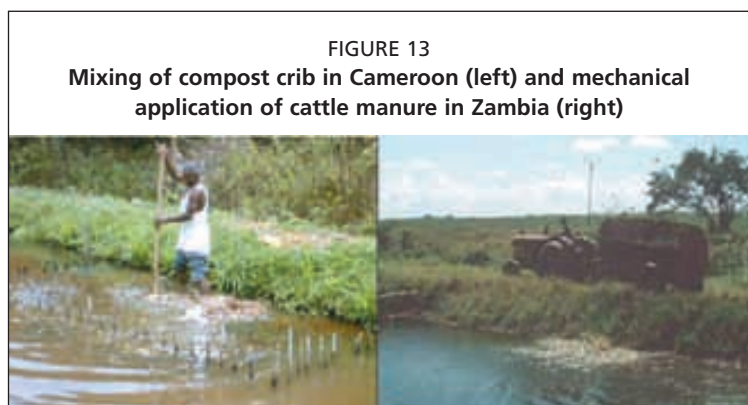 FIGURE 13
Mixing of compost crib in Cameroon (left) and mechanical
application of cattle manure in Zambia (right)